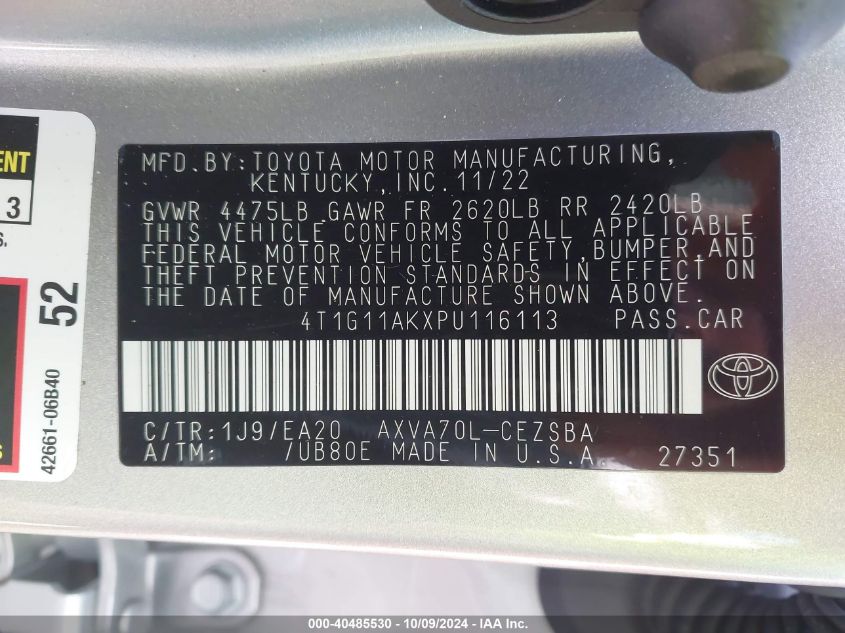 ENT
3
S.
52
42661-06B40
S
MFD.BY:TOYOTA MOTOR MANUFACTURING,
KENTUCKY,INC.11/22
GVWR 4475LB GAWR FR 2620LB RR 2420LB
THIS VEHICLE CONFORMS TO ALL APPLICABLE
FEDERAL MOTOR VEHICLE SAFETY,BUMPER,AND
THEFT PREVENTION STANDARDS IN EFFECT ON
THE DATE OF MANUFACTURE SHOWN ABOVE.
4T1G11AKXPU116113 PASS.CAR
C/TR:1J9/EA20 AXVA70L-CEZSBA
A/TM: /UB80E MADE IN U.S.A. 27351
000-40485530 - 10/09/2024 - IAA Inc.